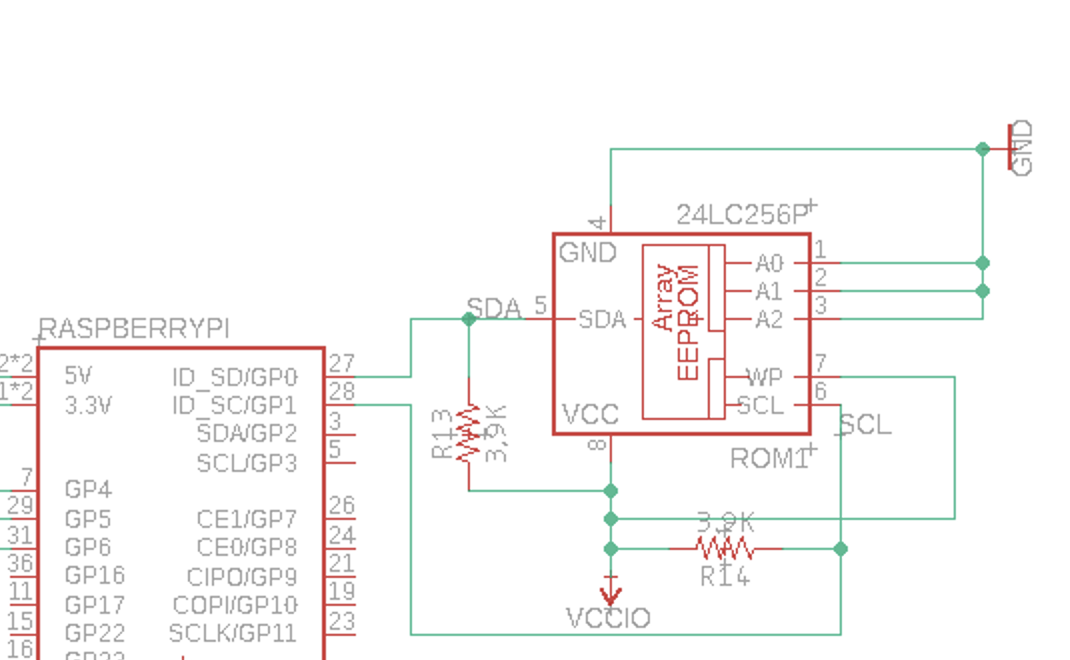 GND
24LC256P
4
GND
A0
1
A1
2
A2
3
Array
EEPROM
SDA
5
SDA
WP
7
SCL
6
SCL
VCC
8
ROM1
RASPBERRYPI
2*2
5V
ID_SD/GP0
27
1*2
3.3V
ID_SC/GP1
28
SDA/GP2
3
SCL/GP3
5
7
GP4
29
GP5
CE1/GP7
26
31
GP6
CE0/GP8
24
36
GP16
CIPO/GP9
21
11
GP17
COPI/GP10
19
15
GP22
SCLK/GP11
23
16
R13
3,9K
3.9K
R14
VCCIO